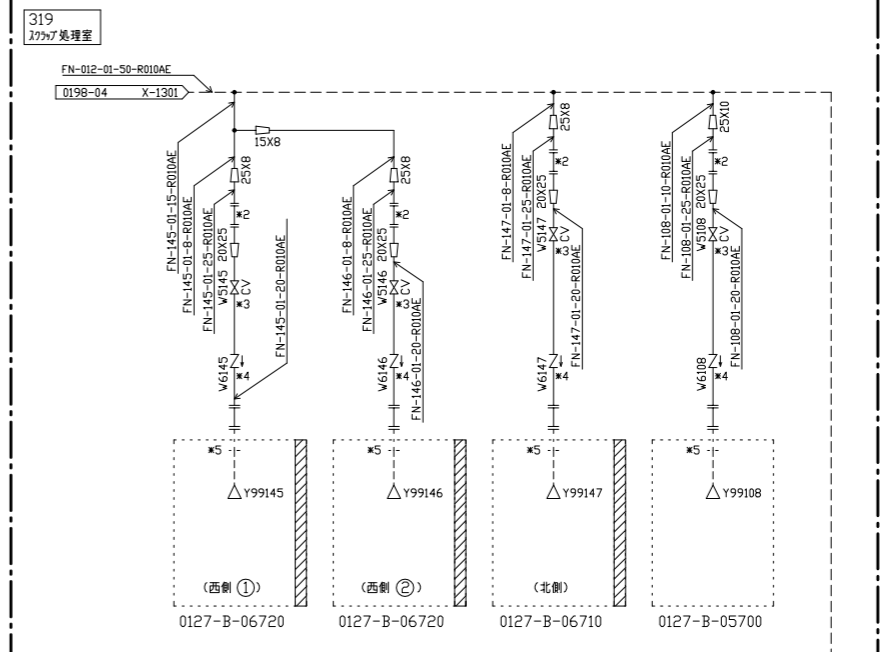 319
スクラップ処理室
FN-012-01-50-R010AE
0198-04 X-1301
15X8
FN-145-01-15-R010AE
FN-145-01-8-R010AE
FN-145-01-25-R010AE
25X8
※2
W5145 20X25
CV
※3
FN-145-01-20-R010AE
W6145
※4
※5
Y99145
(西側 ①)
0127-B-06720
FN-146-01-8-R010AE
FN-146-01-25-R010AE
25X8
※2
W5146 20X25
CV
※3
FN-146-01-20-R010AE
W6146
※4
※5
Y99146
(西側 ②)
0127-B-06720
FN-147-01-8-R010AE
FN-147-01-25-R010AE
25X8
※2
W5147 20X25
CV
※3
FN-147-01-20-R010AE
W6147
※4
※5
Y99147
(北側)
0127-B-06710
FN-108-01-10-R010AE
FN-108-01-25-R010AE
25X10
※2
W5108 20X25
CV
※3
FN-108-01-20-R010AE
W6108
※4
※5
Y99108
0127-B-05700